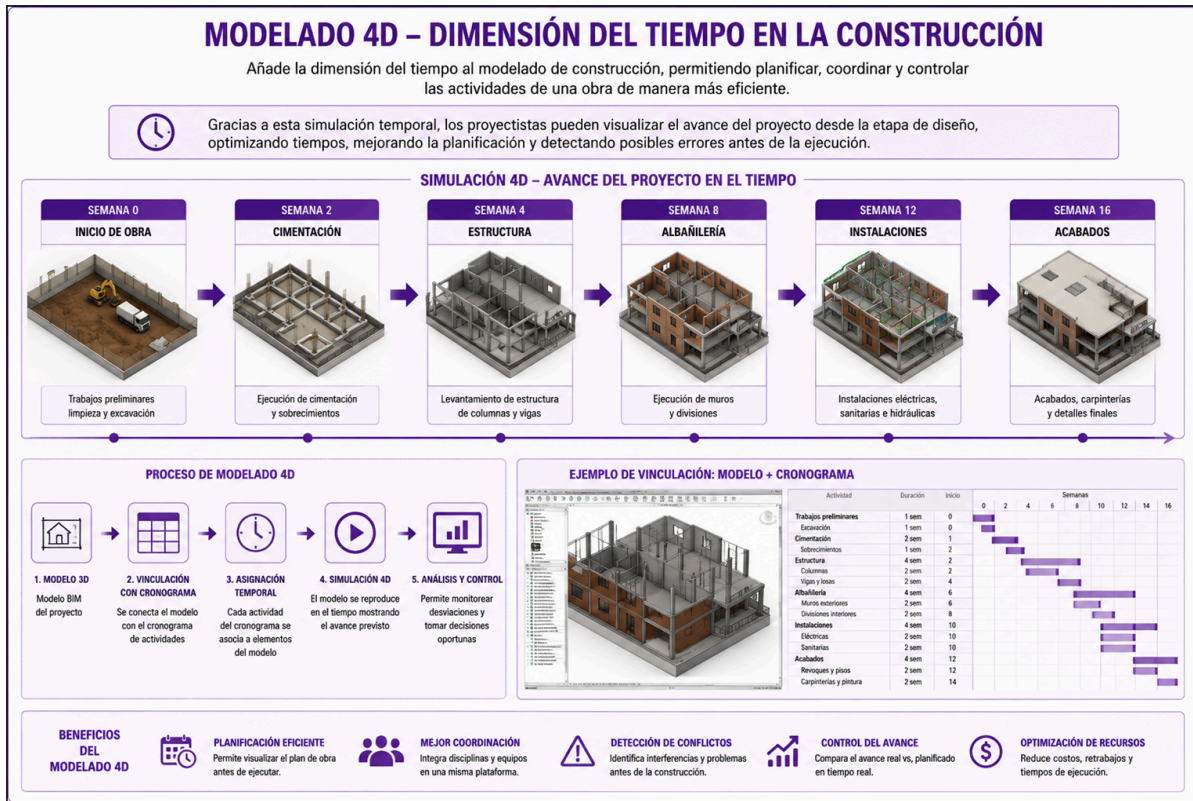 MODELADO 4D – DIMENSIÓN DEL TIEMPO EN LA CONSTRUCCIÓN
Añade la dimensión del tiempo al modelado de construcción, permitiendo planificar, coordinar y controlar
las actividades de una obra de manera más eficiente.
Gracias a esta simulación temporal, los proyectistas pueden visualizar el avance del proyecto desde la etapa de diseño,
optimizando tiempos, mejorando la planificación y detectando posibles errores antes de la ejecución.
SIMULACIÓN 4D – AVANCE DEL PROYECTO EN EL TIEMPO
SEMANA 0
INICIO DE OBRA
Trabajos preliminares
limpieza y excavación
SEMANA 2
CIMENTACIÓN
Ejecución de cimentación
y sobrecimientos
SEMANA 4
ESTRUCTURA
Levantamiento de estructura
de columnas y vigas
SEMANA 8
ALBAÑILERÍA
Ejecución de muros
y divisiones
SEMANA 12
INSTALACIONES
Instalaciones eléctricas,
sanitarias e hidráulicas
SEMANA 16
ACABADOS
Acabados, carpinterías
y detalles finales
PROCESO DE MODELADO 4D
1. MODELO 3D
Modelo BIM
del proyecto
2. VINCULACIÓN
CON CRONOGRAMA
Se conecta el modelo
con el cronograma
de actividades
3. ASIGNACIÓN
TEMPORAL
Cada actividad
del cronograma se
asocia a elementos
del modelo
4. SIMULACIÓN 4D
El modelo se reproduce
en el tiempo mostrando
el avance previsto
5. ANÁLISIS Y CONTROL
Permite monitorear
desviaciones y
tomar decisiones
oportunas
EJEMPLO DE VINCULACIÓN: MODELO + CRONOGRAMA
Actividad Duración Inicio Semanas
0 2 4 6 8 10 12 13 14 16
Trabajos preliminares 1 sem 0
Excavación 1 sem 0
Cimentación 2 sem 1
Sobrecimientos 1 sem 2
Estructura 4 sem 2
Columnas 2 sem 2
Vigas y losas 2 sem 4
Albañilería 4 sem 6
Muros exteriores 2 sem 6
Divisiones interiores 2 sem 8
Instalaciones 4 sem 10
Eléctricas 2 sem 10
Sanitarias 2 sem 10
Acabados 4 sem 12
Revoques y pisos 2 sem 12
Carpinterías y pintura 2 sem 14
BENEFICIOS
DEL
MODELADO 4D
PLANIFICACIÓN EFICIENTE
Permite visualizar el plan de obra
antes de ejecutar.
MEJOR COORDINACIÓN
Integra disciplinas y equipos
en una misma plataforma.
DETECCIÓN DE CONFLICTOS
Identifica interferencias y problemas
antes de la construcción.
CONTROL DEL AVANCE
Compara el avance real vs, planificado
en tiempo real.
OPTIMIZACIÓN DE RECURSOS
Reduce costos, retrabajos y
tiempos de ejecución.